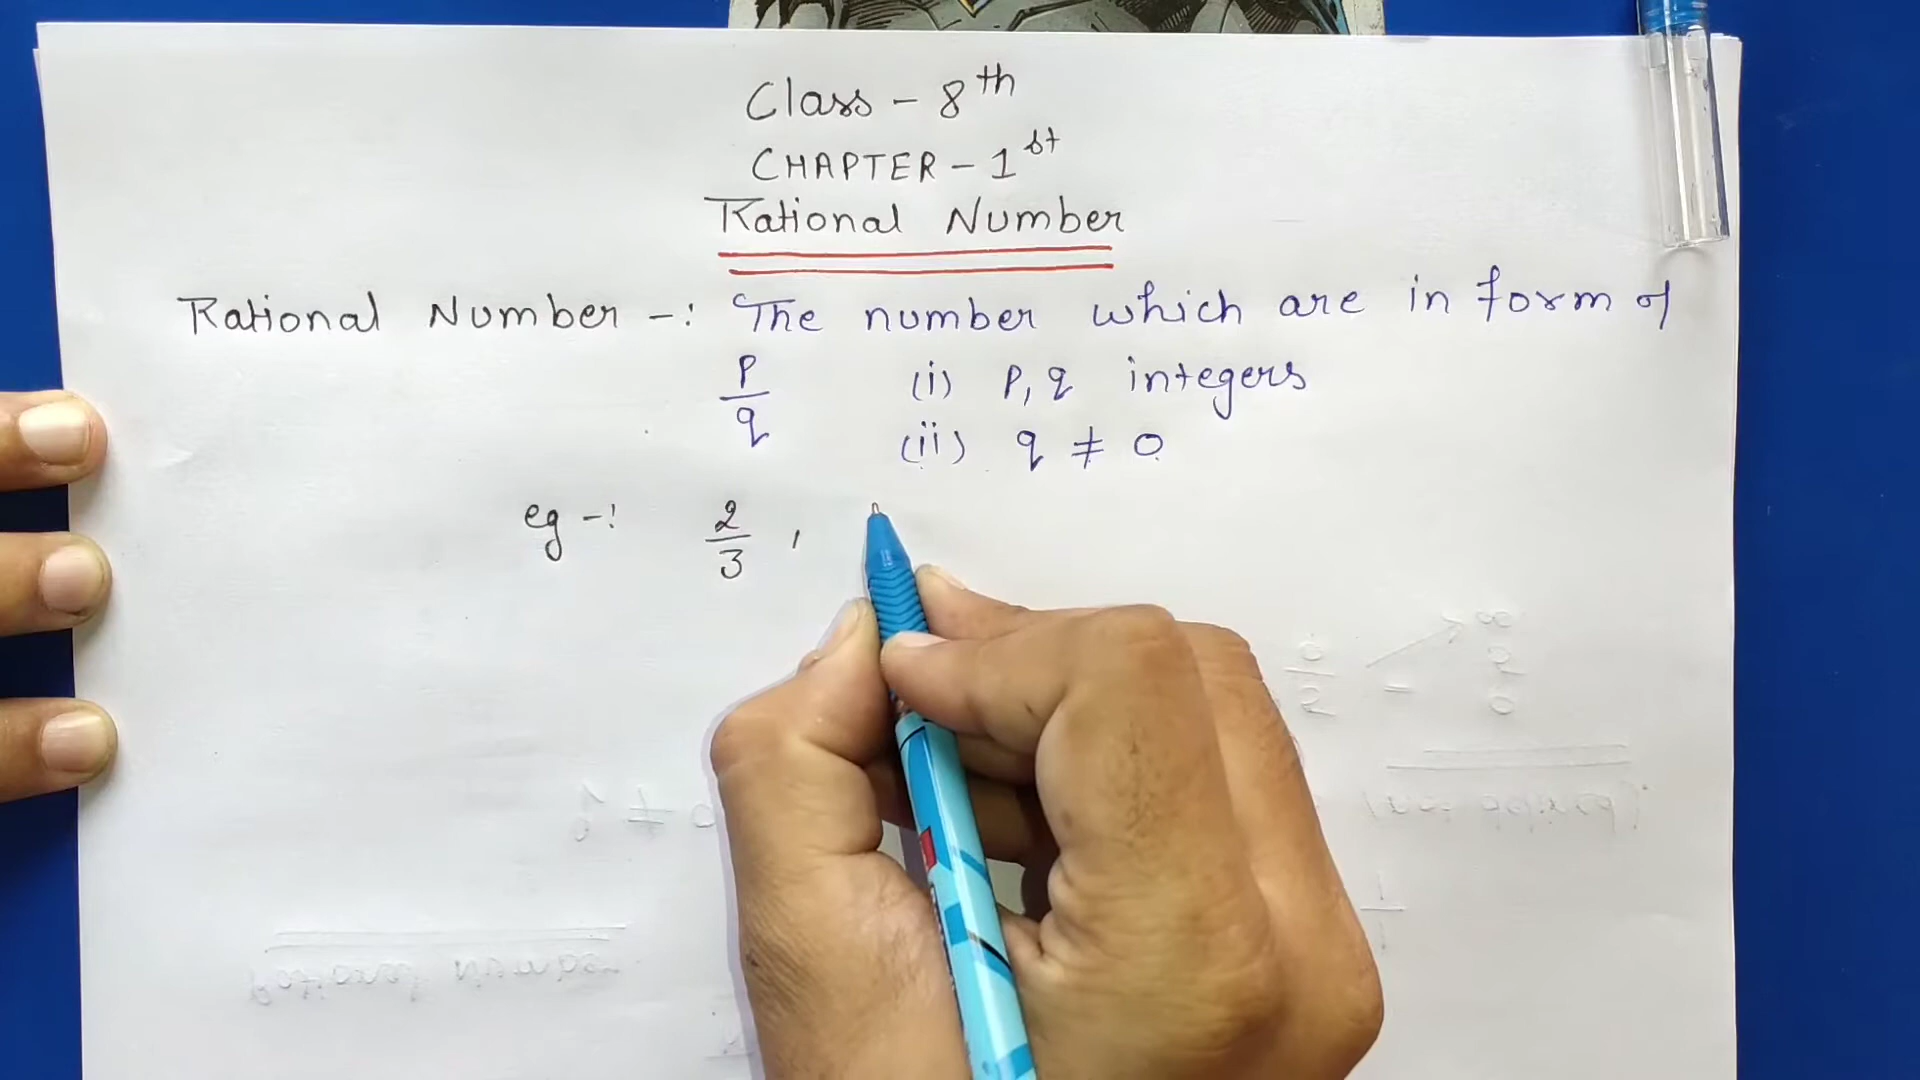 Class - 8th
CHAPTER - 1st
Rational Number
Rational Number -: The number which are in form of
p/q (i) p, q integers
(ii) q ≠ 0
eg -: 2/3 ,